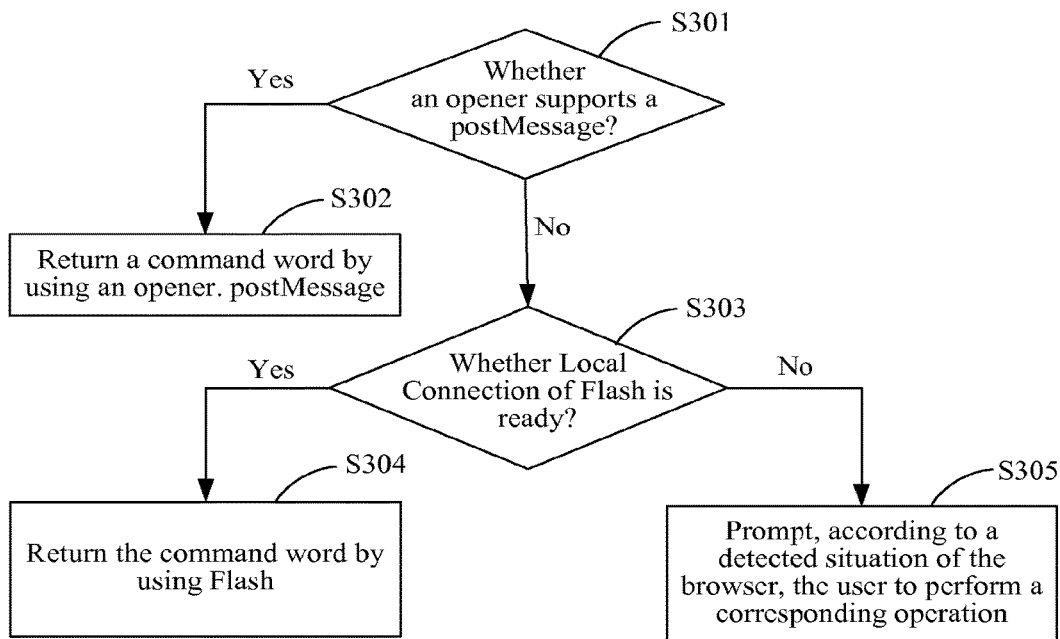 S301
Whether
an opener supports a
postMessage?
Yes
No
S302
Return a command word by
using an opener. postMessage
S303
Whether Local
Connection of Flash is
ready?
Yes
No
S304
Return the command word by
using Flash
S305
Prompt, according to a
detected situation of the
browser, the user to perform a
corresponding operation